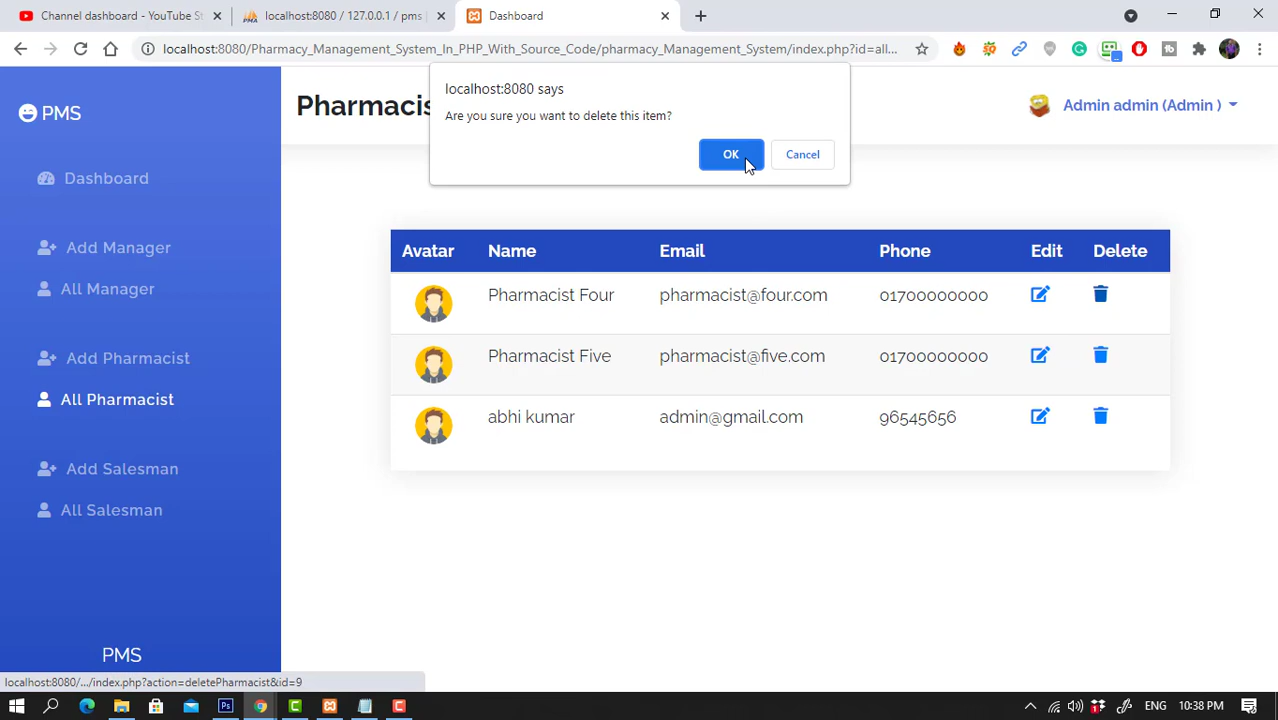 Channel dashboard - YouTube St
localhost:8080 / 127.0.0.1 / pms
Dashboard
localhost:8080/Pharmacy_Management_System_In_PHP_With_Source_Code/pharmacy_Management_System/index.php?id=all...
PMS
Pharmacis
Admin admin (Admin )
localhost:8080 says
Are you sure you want to delete this item?
OK Cancel
Dashboard
Add Manager
All Manager
Add Pharmacist
All Pharmacist
Add Salesman
All Salesman
Avatar Name Email Phone Edit Delete
Pharmacist Four pharmacist@four.com 01700000000
Pharmacist Five pharmacist@five.com 01700000000
abhi kumar admin@gmail.com 96545656
PMS
localhost:8080/.../index.php?action=deletePharmacist&id=9
ENG 10:38 PM